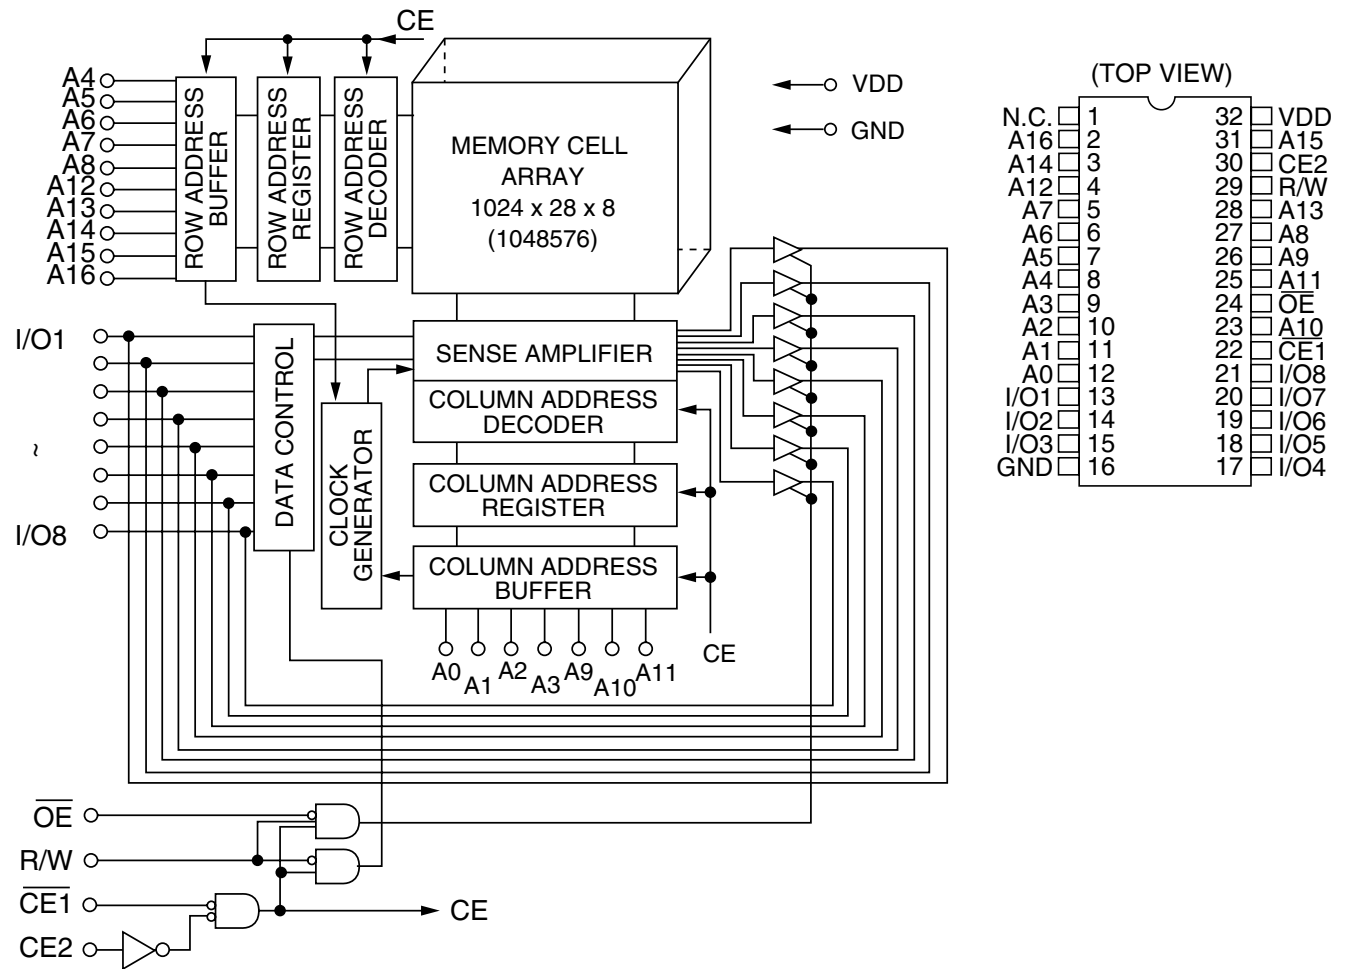 CE
A4
A5
A6
A7
A8
A12
A13
A14
A15
A16
ROW ADDRESS
BUFFER
ROW ADDRESS
REGISTER
ROW ADDRESS
DECODER
MEMORY CELL
ARRAY
1024 x 28 x 8
(1048576)
VDD
GND
I/O1
~
I/O8
DATA CONTROL
CLOCK
GENERATOR
SENSE AMPLIFIER
COLUMN ADDRESS
DECODER
COLUMN ADDRESS
REGISTER
COLUMN ADDRESS
BUFFER
A0
A1
A2
A3
A9
A10
A11
CE
O̅E̅
R/W
C̅E̅1̅
CE2
CE
(TOP VIEW)
N.C. 1 32 VDD
A16 2 31 A15
A14 3 30 CE2
A12 4 29 R/W
A7 5 28 A13
A6 6 27 A8
A5 7 26 A9
A4 8 25 A11
A3 9 24 O̅E̅
A2 10 23 A10
A1 11 22 C̅E̅1̅
A0 12 21 I/O8
I/O1 13 20 I/O7
I/O2 14 19 I/O6
I/O3 15 18 I/O5
GND 16 17 I/O4